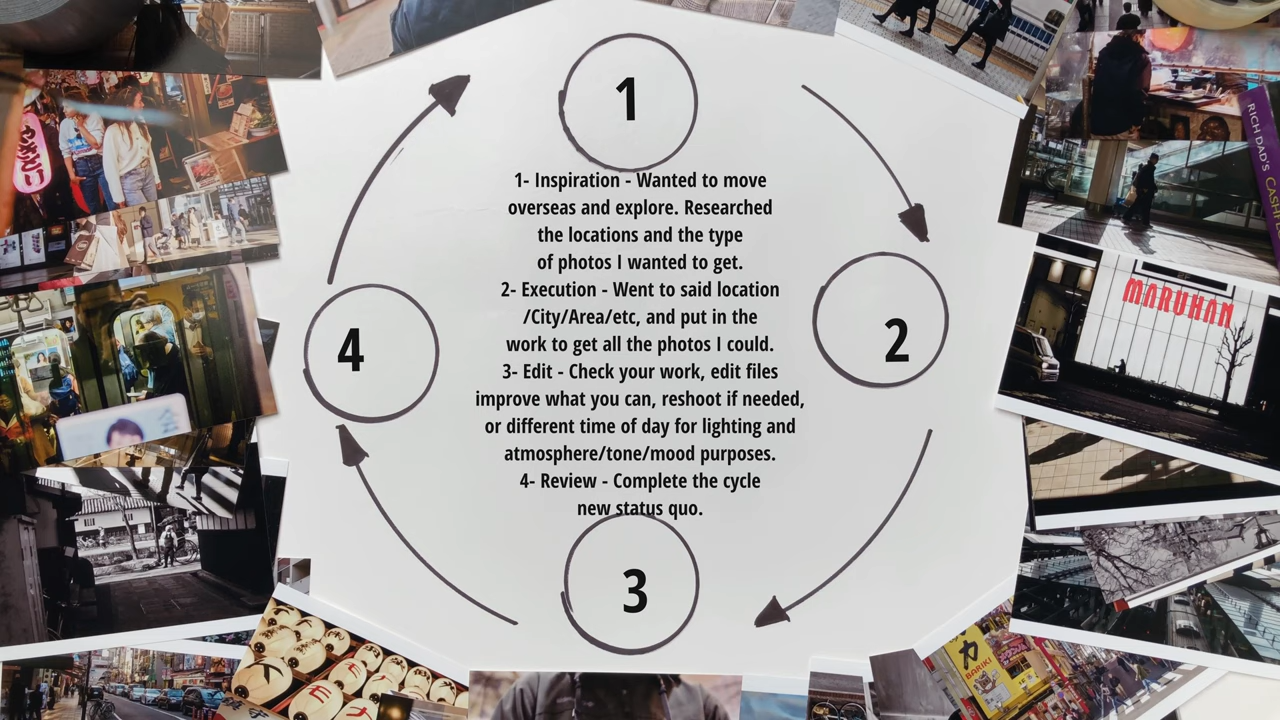 1
1- Inspiration - Wanted to move
overseas and explore. Researched
the locations and the type
of photos I wanted to get.
2- Execution - Went to said location
/City/Area/etc, and put in the
work to get all the photos I could.
3- Edit - Check your work, edit files
improve what you can, reshoot if needed,
or different time of day for lighting and
atmosphere/tone/mood purposes.
4- Review - Complete the cycle
new status quo.
2
3
4
RICH DAD'S
MARUHAN
BARIKI